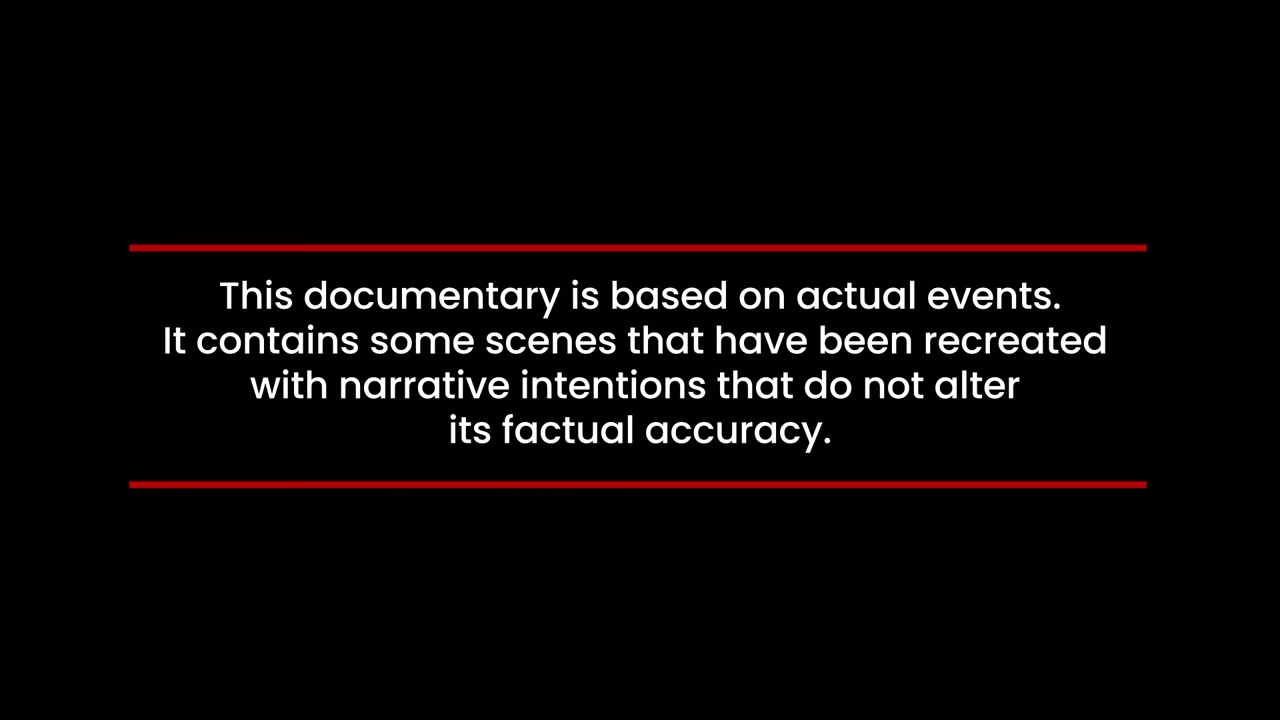 This documentary is based on actual events.
It contains some scenes that have been recreated
with narrative intentions that do not alter
its factual accuracy.